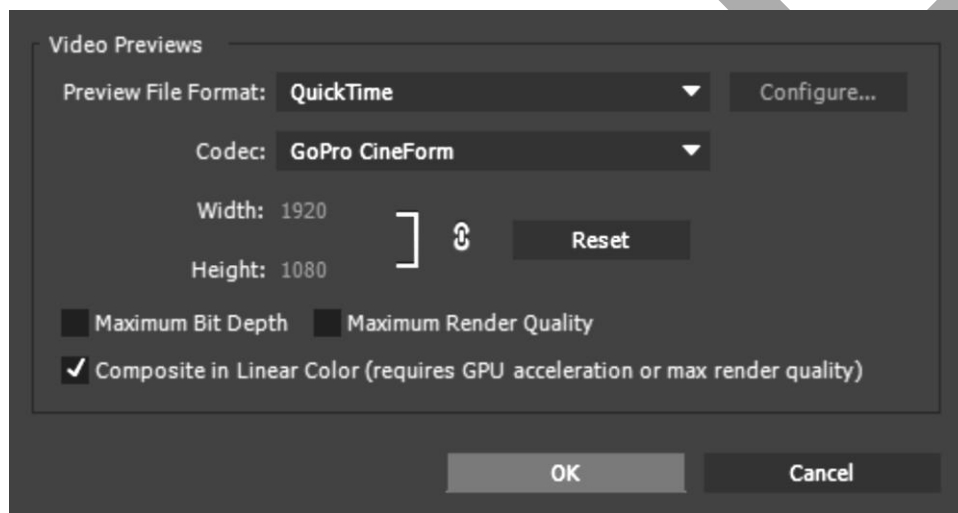 Video Previews
Preview File Format: QuickTime Configure...
Codec: GoPro CineForm
Width: 1920
Reset
Height: 1080
Maximum Bit Depth Maximum Render Quality
Composite in Linear Color (requires GPU acceleration or max render quality)
OK Cancel